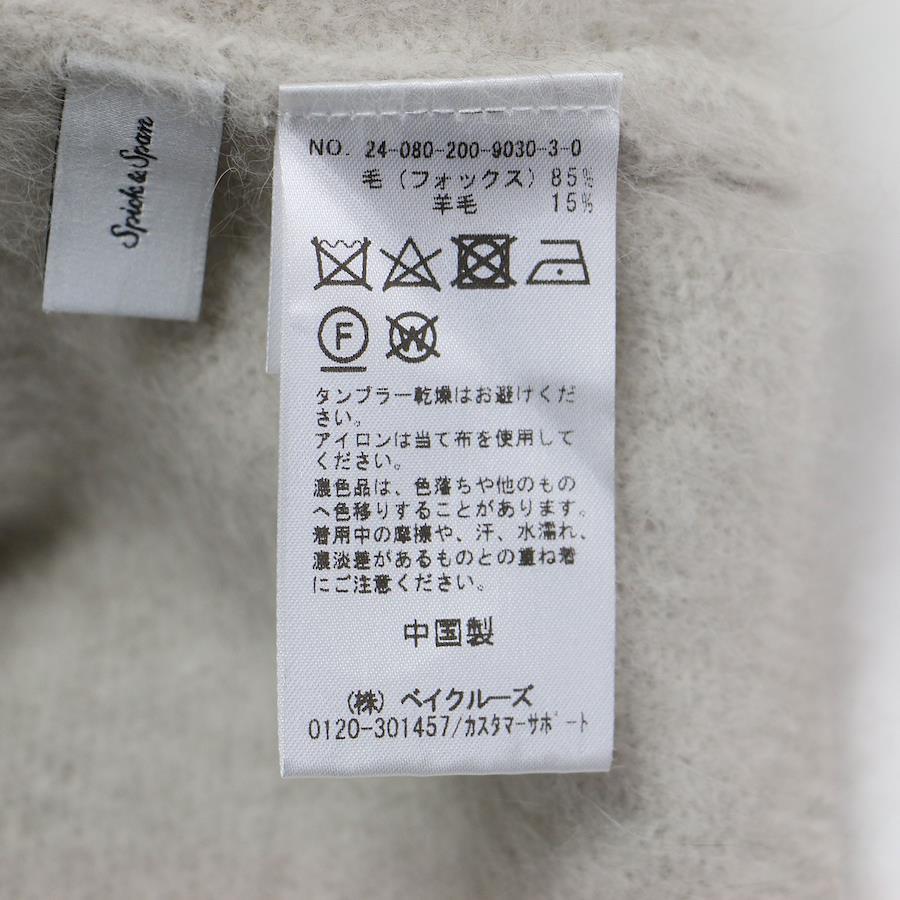 Spick & Span
NO. 24-080-200-9030-3-0
毛 (フォックス) 85%
羊毛 15%
F
W
タンブラー乾燥はお避けくだ
さい。
アイロンは当て布を使用して
ください。
濃色品は、色落ちや他のもの
へ色移りすることがあります。
着用中の摩擦や、汗、水濡れ、
濃淡差があるものとの重ね着
にご注意ください。
中国製
(株) ベイクルーズ
0120-301457/カスタマーサポート